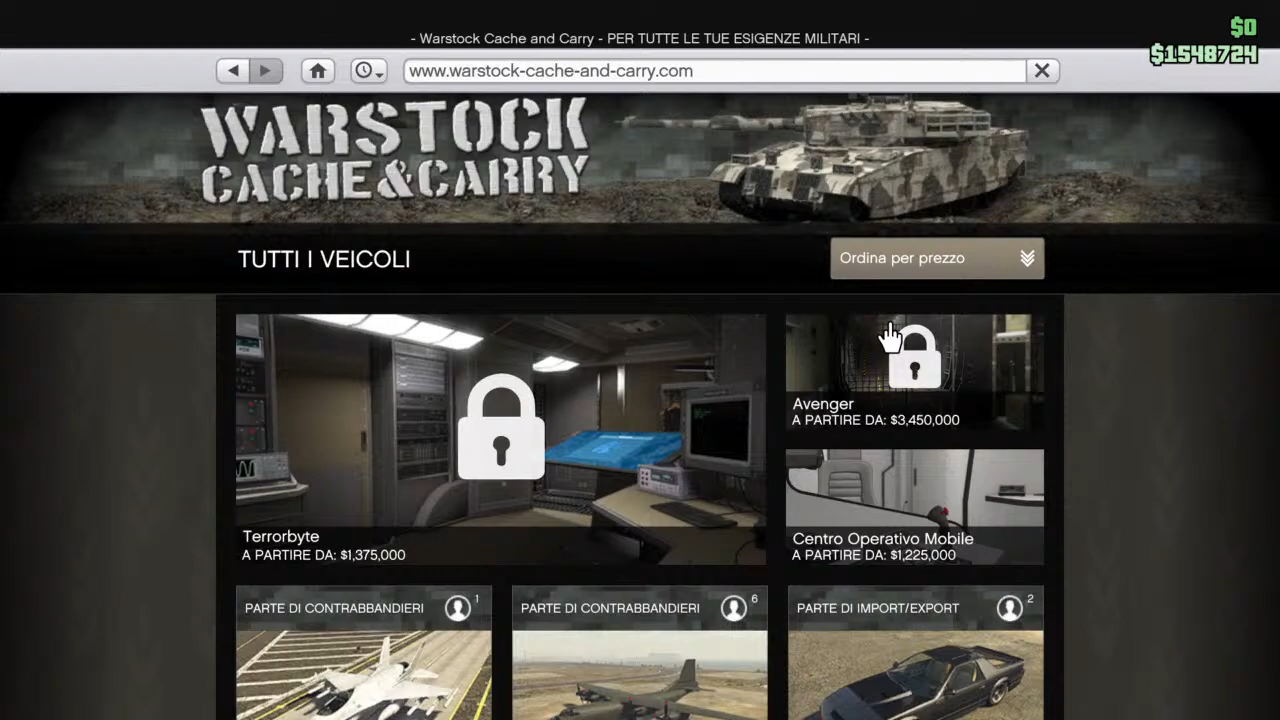 - Warstock Cache and Carry - PER TUTTE LE TUE ESIGENZE MILITARI -
$0
$1548724
www.warstock-cache-and-carry.com
WARSTOCK
CACHE&CARRY
TUTTI I VEICOLI
Ordina per prezzo
Avenger
A PARTIRE DA: $3,450,000
Terrorbyte
A PARTIRE DA: $1,375,000
Centro Operativo Mobile
A PARTIRE DA: $1,225,000
PARTE DI CONTRABBANDIERI 1
PARTE DI CONTRABBANDIERI 6
PARTE DI IMPORT/EXPORT 2